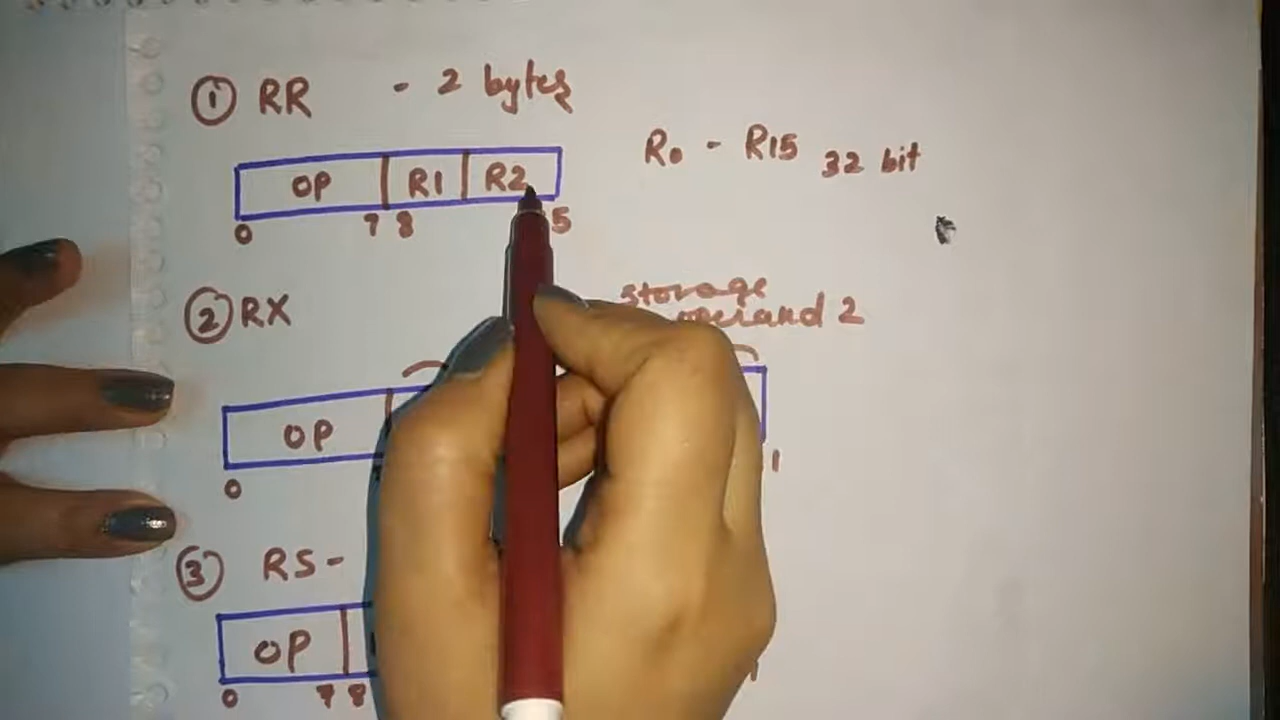 ① RR - 2 bytes
R0 - R15 32 bit
OP R1 R2
0 7 8 5
② RX
storage
operand 2
OP
0 1
③ RS-
OP
0 7 8